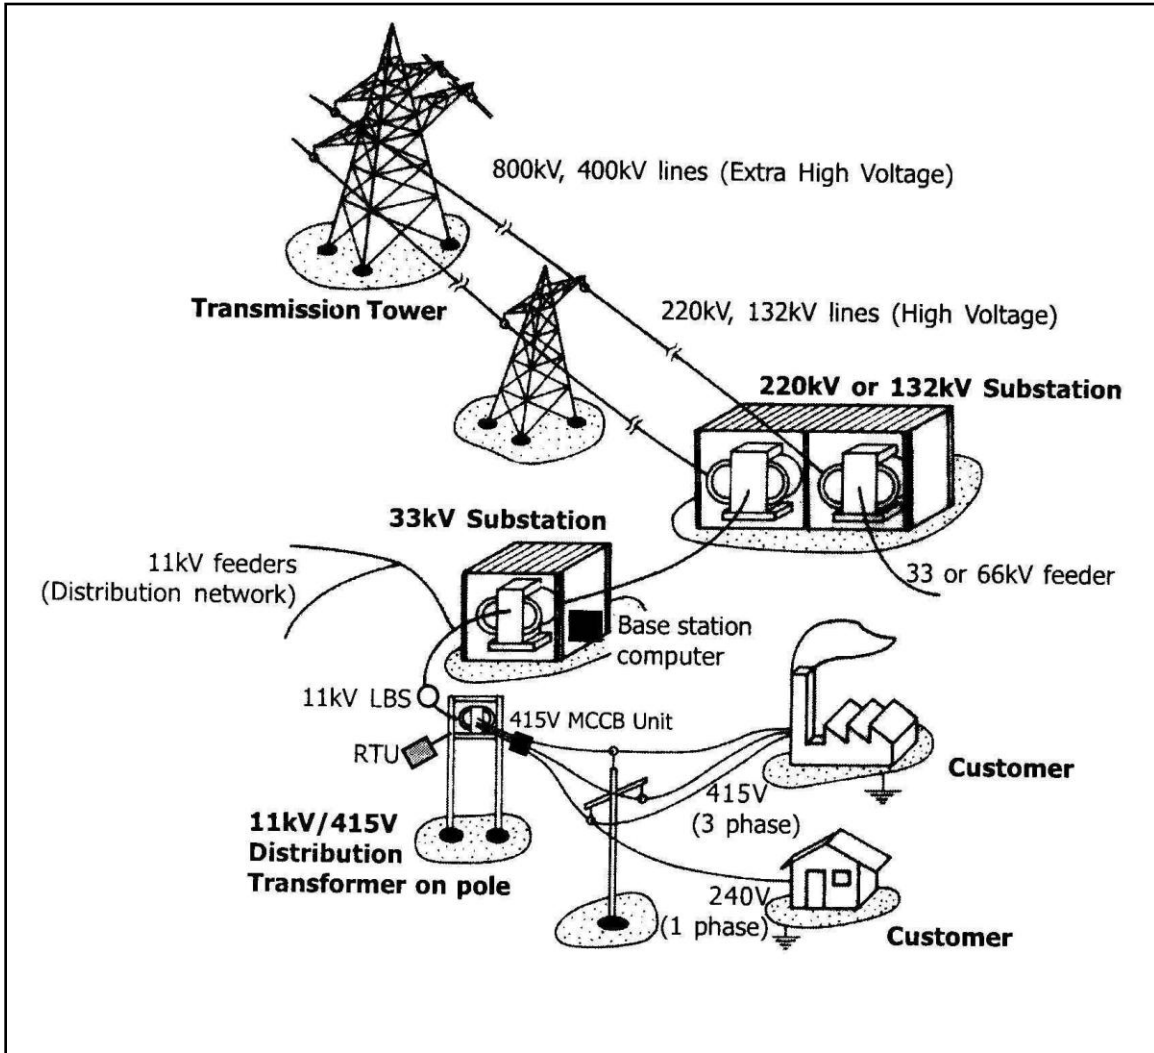 800kV, 400kV lines (Extra High Voltage)
Transmission Tower
220kV, 132kV lines (High Voltage)
220kV or 132kV Substation
33kV Substation
11kV feeders
(Distribution network)
33 or 66kV feeder
Base station
computer
11kV LBS
415V MCCB Unit
RTU
Customer
415V
(3 phase)
11kV/415V
Distribution
Transformer on pole
240V
(1 phase)
Customer